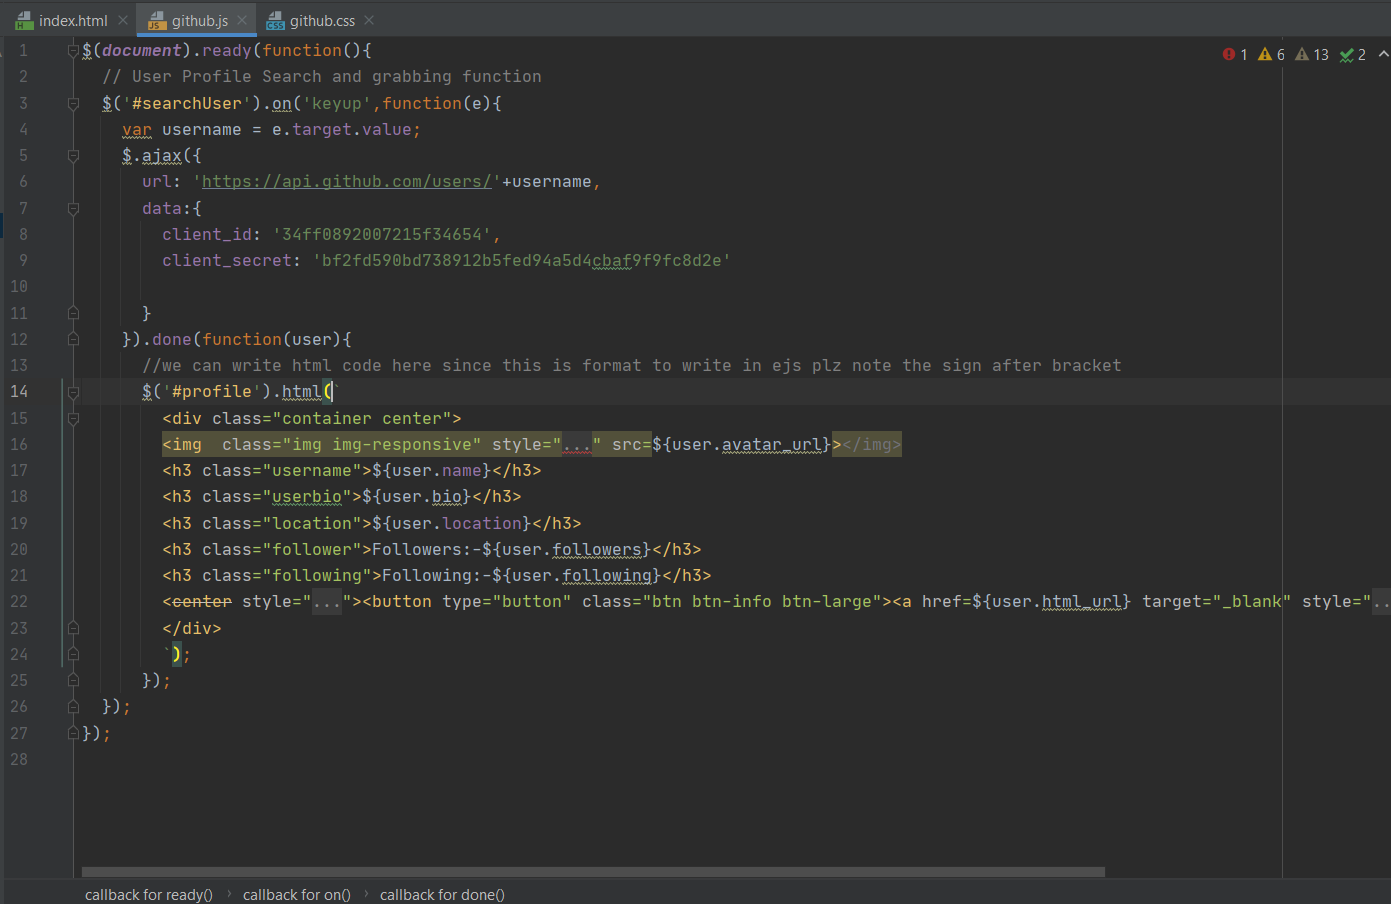 index.html github.js github.css
1 $(document).ready(function(){
1 6 13 2
2 // User Profile Search and grabbing function
3 $('#searchUser').on('keyup',function(e){
4 var username = e.target.value;
5 $.ajax({
6 url: 'https://api.github.com/users/'+username,
7 data:{
8 client_id: '34ff0892007215f34654',
9 client_secret: 'bf2fd590bd738912b5fed94a5d4cbaf9f9fc8d2e'
10
11 }
12 }).done(function(user){
13 //we can write html code here since this is format to write in ejs plz note the sign after bracket
14 $('#profile').html(`
15 <div class="container center">
16 <img  class="img img-responsive" style="..." src=${user.avatar_url}></img>
17 <h3 class="username">${user.name}</h3>
18 <h3 class="userbio">${user.bio}</h3>
19 <h3 class="location">${user.location}</h3>
20 <h3 class="follower">Followers:-${user.followers}</h3>
21 <h3 class="following">Following:-${user.following}</h3>
22 <center style="..."><button type="button" class="btn btn-info btn-large"><a href=${user.html_url} target="_blank" style="..
23 </div>
24 `);
25 });
26 });
27 });
28
callback for ready() › callback for on() › callback for done()